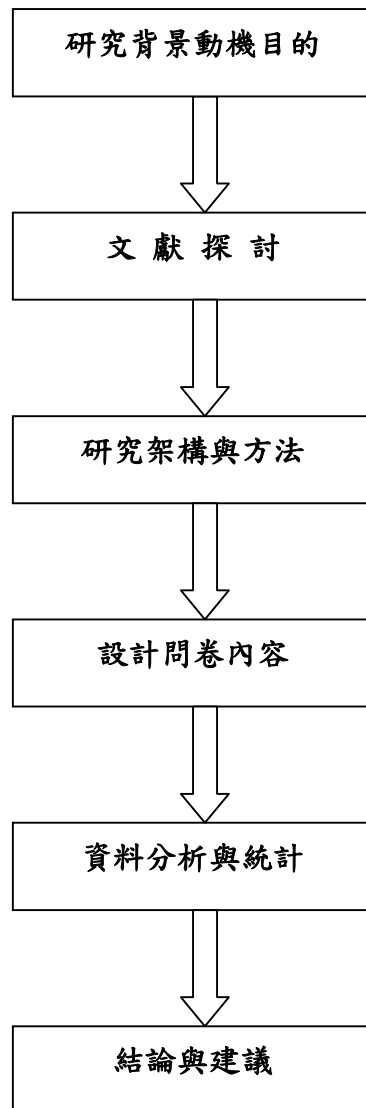 研究背景動機目的
文 獻 探 討
研究架構與方法
設計問卷內容
資料分析與統計
結論與建議